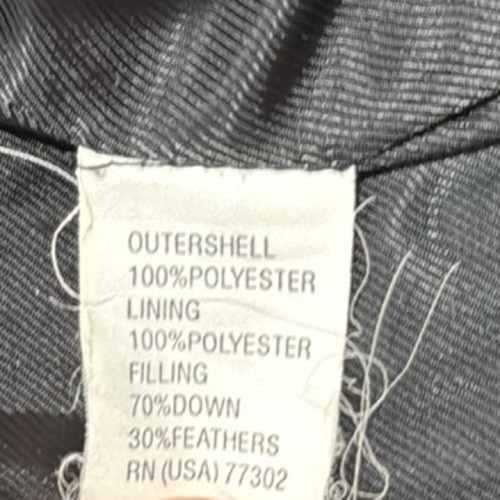 OUTERSHELL
100%POLYESTER
LINING
100%POLYESTER
FILLING
70%DOWN
30%FEATHERS
RN (USA) 77302